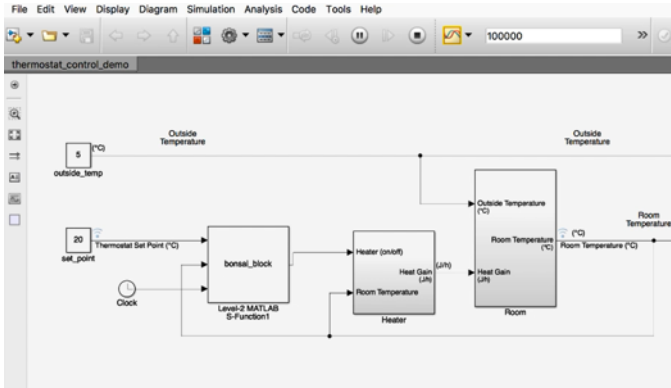 File Edit View Display Diagram Simulation Analysis Code Tools Help
100000
thermostat_control_demo
Outside
Temperature
Outside
Temperature
5
(°C)
outside_temp
Outside Temperature
(°C)
Room
Temperature
20
Thermostat Set Point (°C)
set_point
bonsai_block
Heater (on/off)
Heat Gain
(J/h)
(J/h)
Room Temperature
Heater
Room Temperature
(°C)
(°C)
Room Temperature (°C)
Heat Gain
(J/h)
Room
Clock
Level-2 MATLAB
S-Function1